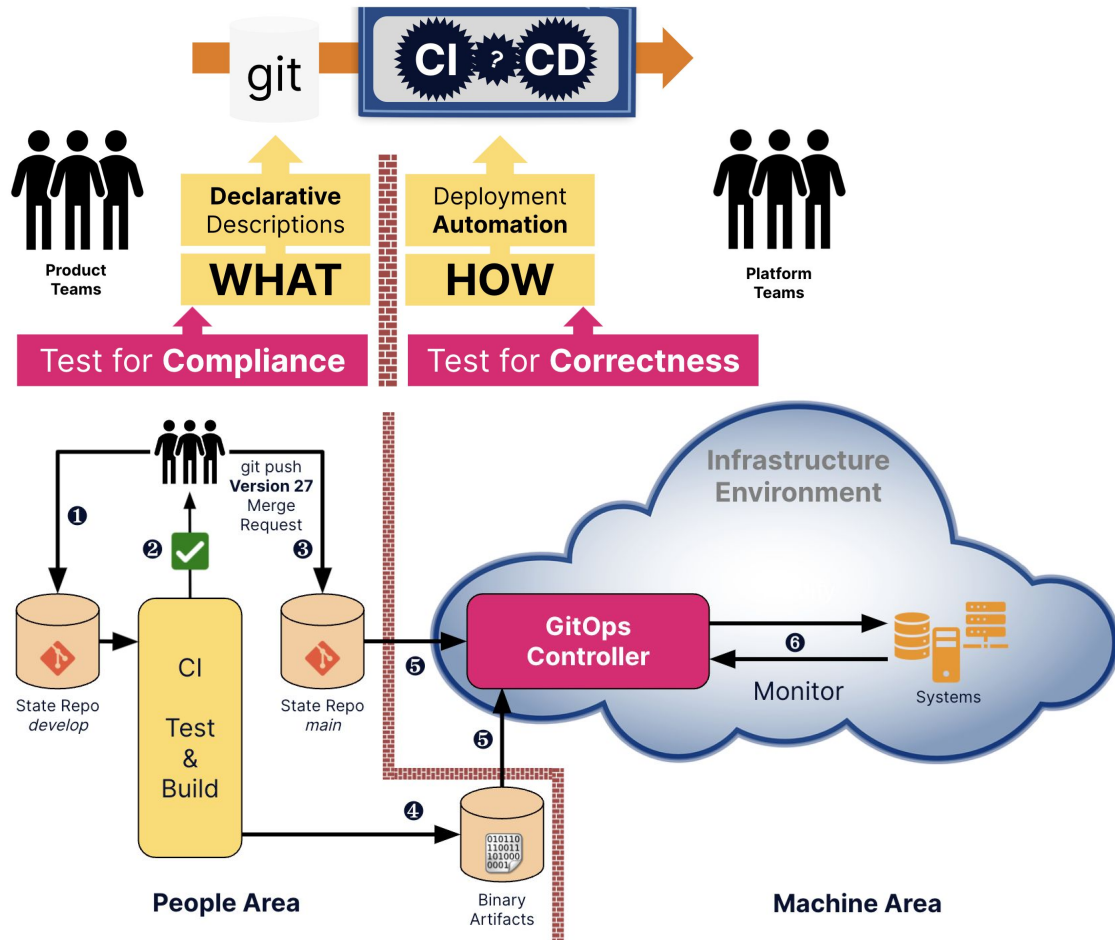 git
CI ? CD
Declarative
Descriptions
WHAT
Deployment
Automation
HOW
Product
Teams
Platform
Teams
Test for Compliance
Test for Correctness
git push
Version 27
Merge
Request
❶
❷
❸
State Repo
develop
CI
Test
&
Build
State Repo
main
❹
❺
❺
010110
110011
101000
0001
Binary
Artifacts
Infrastructure
Environment
GitOps
Controller
❻
Monitor
Systems
People Area
Machine Area